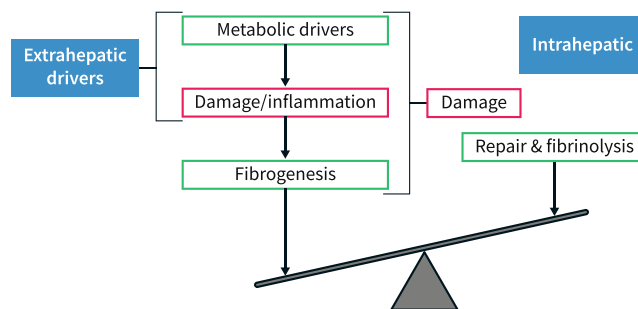 Metabolic drivers
Extrahepatic
drivers
Intrahepatic
Damage/inflammation
Damage
Repair & fibrinolysis
Fibrogenesis